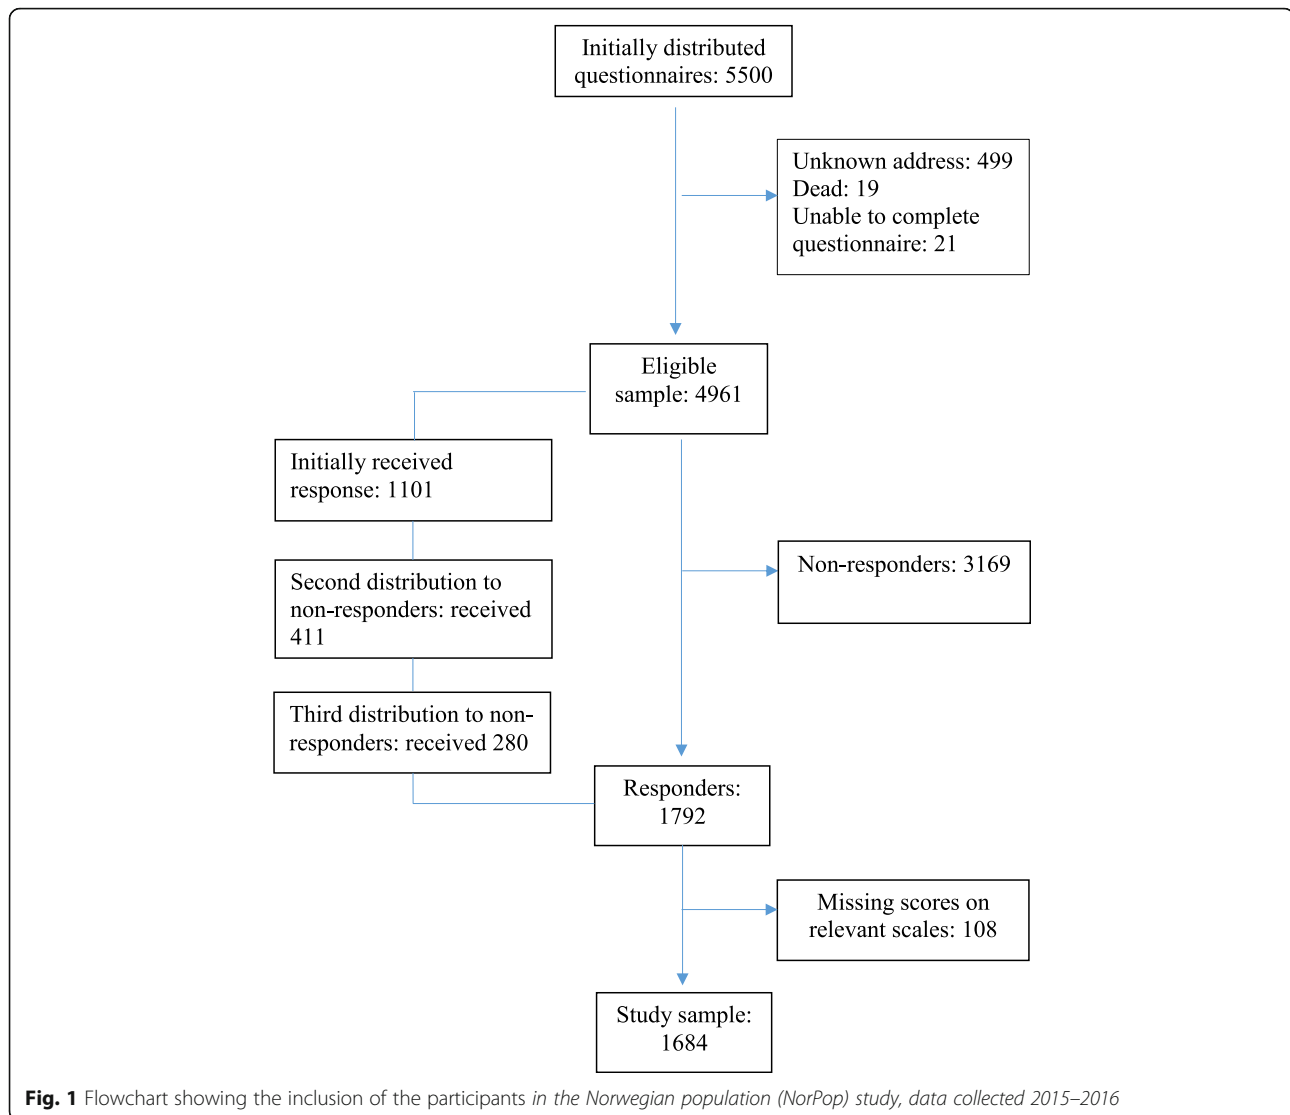 Initially distributed
questionnaires: 5500
Unknown address: 499
Dead: 19
Unable to complete
questionnaire: 21
Eligible
sample: 4961
Initially received
response: 1101
Second distribution to
non-responders: received
411
Third distribution to non-
responders: received 280
Non-responders: 3169
Responders:
1792
Missing scores on
relevant scales: 108
Study sample:
1684
Fig. 1 Flowchart showing the inclusion of the participants in the Norwegian population (NorPop) study, data collected 2015–2016